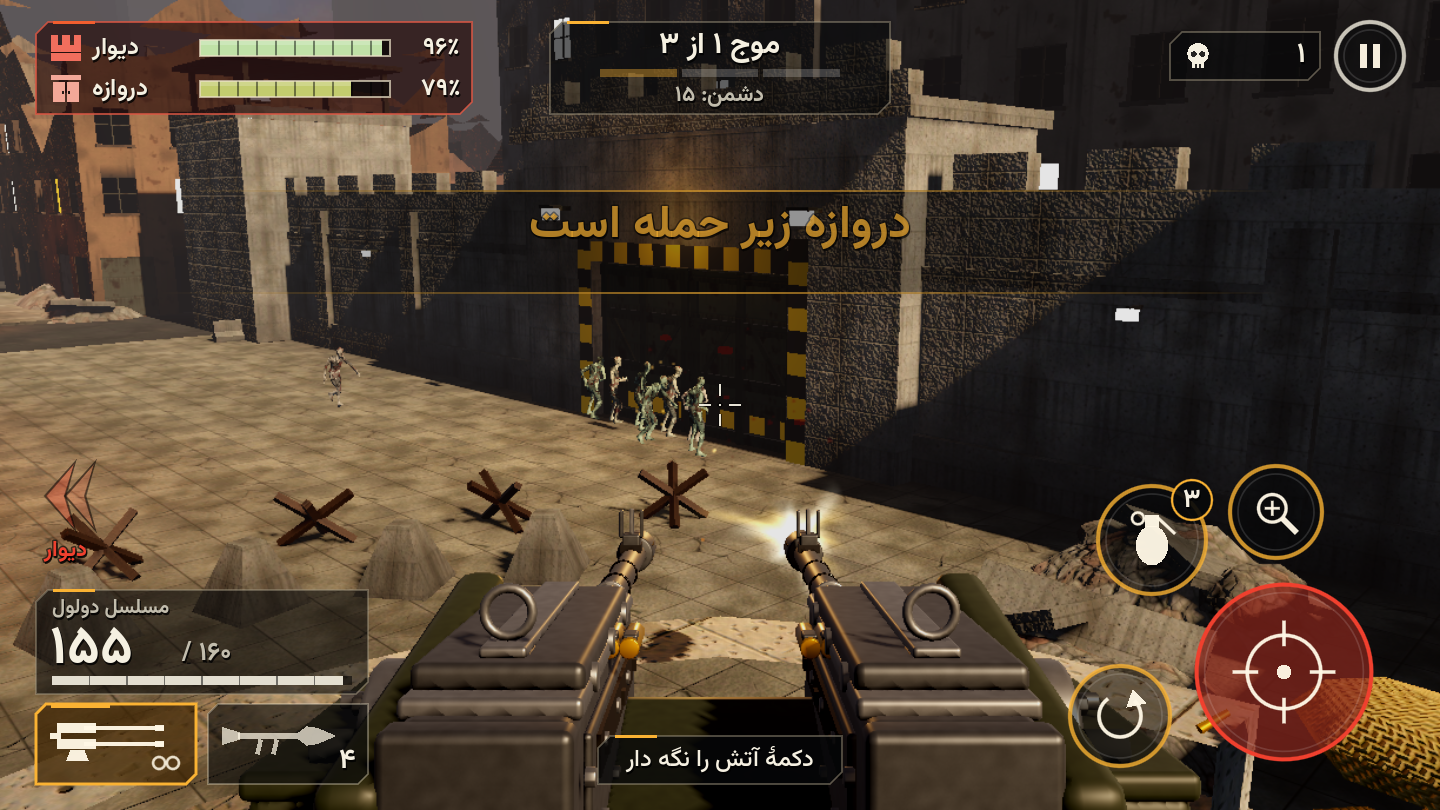 دیوار ۹۶٪
دروازه ۷۹٪
موج ۱ از ۳
دشمن: ۱۵
۱
دروازه زیر حمله است
دیوار
۳
مسلسل دولول
۱۵۵ / ۱۶۰
∞
۴
دکمهٔ آتش را نگه دار